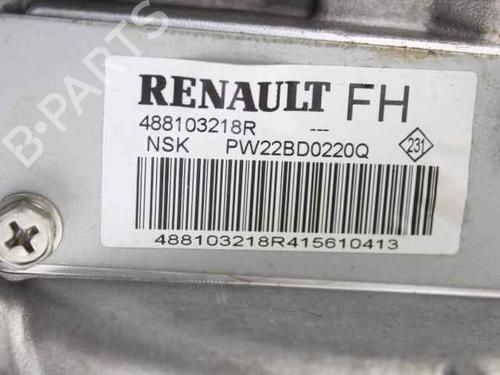 B-PARTS
RENAULT FH
488103218R ---
NSK PW22BD0220Q 231
488103218R415610413